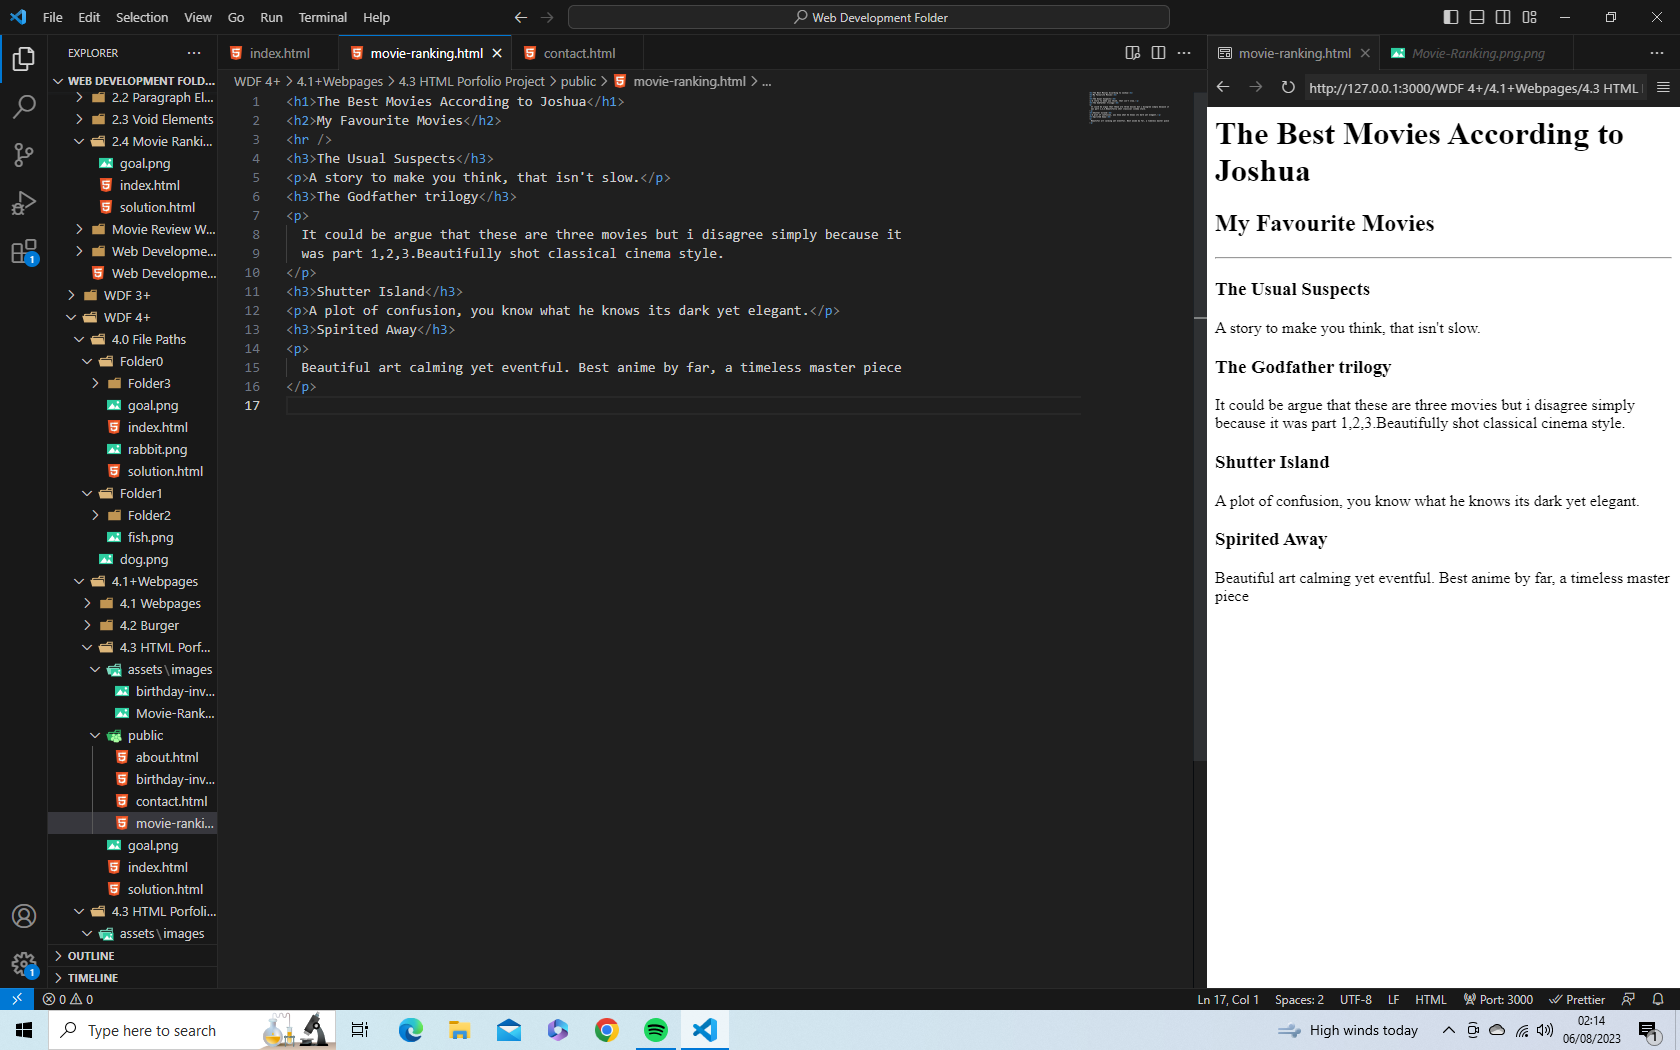 File Edit Selection View Go Run Terminal Help
Web Development Folder
EXPLORER
WEB DEVELOPMENT FOLD...
2.2 Paragraph El...
2.3 Void Elements
2.4 Movie Ranki...
goal.png
index.html
solution.html
Movie Review W...
Web Developme...
Web Developme...
WDF 3+
WDF 4+
4.0 File Paths
Folder0
Folder3
goal.png
index.html
rabbit.png
solution.html
Folder1
Folder2
fish.png
dog.png
4.1+Webpages
4.1 Webpages
4.2 Burger
4.3 HTML Porf...
assets\images
birthday-inv...
Movie-Rank...
public
about.html
birthday-inv...
contact.html
movie-ranki...
goal.png
index.html
solution.html
4.3 HTML Porfoli...
assets\images
OUTLINE
TIMELINE
1
1
index.html movie-ranking.html contact.html
WDF 4+ > 4.1+Webpages > 4.3 HTML Porfolio Project > public > movie-ranking.html > ...
1 <h1>The Best Movies According to Joshua</h1>
2 <h2>My Favourite Movies</h2>
3 <hr />
4 <h3>The Usual Suspects</h3>
5 <p>A story to make you think, that isn't slow.</p>
6 <h3>The Godfather trilogy</h3>
7 <p>
8 It could be argue that these are three movies but i disagree simply because it
9 was part 1,2,3.Beautifully shot classical cinema style.
10 </p>
11 <h3>Shutter Island</h3>
12 <p>A plot of confusion, you know what he knows its dark yet elegant.</p>
13 <h3>Spirited Away</h3>
14 <p>
15 Beautiful art calming yet eventful. Best anime by far, a timeless master piece
16 </p>
17
movie-ranking.html Movie-Ranking.png.png
http://127.0.0.1:3000/WDF 4+/4.1+Webpages/4.3 HTML
The Best Movies According to
Joshua
My Favourite Movies
The Usual Suspects
A story to make you think, that isn't slow.
The Godfather trilogy
It could be argue that these are three movies but i disagree simply
because it was part 1,2,3.Beautifully shot classical cinema style.
Shutter Island
A plot of confusion, you know what he knows its dark yet elegant.
Spirited Away
Beautiful art calming yet eventful. Best anime by far, a timeless master
piece
0 0
Ln 17, Col 1 Spaces: 2 UTF-8 LF HTML Port: 3000 Prettier
Type here to search
High winds today
02:14
06/08/2023
1